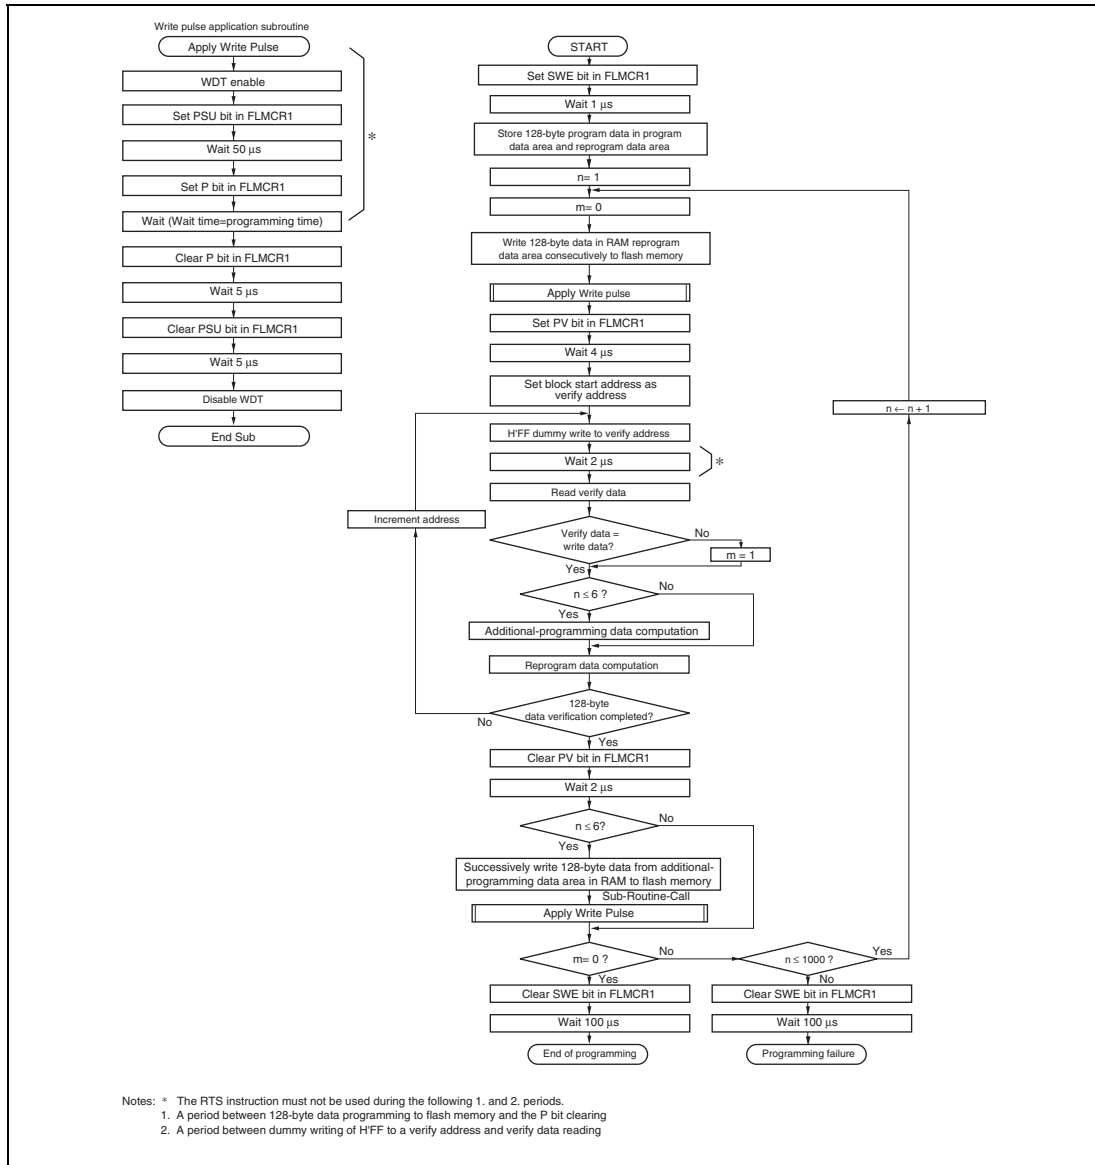 Write pulse application subroutine
Apply Write Pulse
WDT enable
Set PSU bit in FLMCR1
Wait 50 μs
Set P bit in FLMCR1
Wait (Wait time=programming time)
*
Clear P bit in FLMCR1
Wait 5 μs
Clear PSU bit in FLMCR1
Wait 5 μs
Disable WDT
End Sub
START
Set SWE bit in FLMCR1
Wait 1 μs
Store 128-byte program data in program
data area and reprogram data area
n= 1
m= 0
Write 128-byte data in RAM reprogram
data area consecutively to flash memory
Apply Write pulse
Set PV bit in FLMCR1
Wait 4 μs
Set block start address as
verify address
n ← n + 1
H'FF dummy write to verify address
Wait 2 μs
*
Read verify data
Increment address
Verify data =
write data?
No
m = 1
Yes
n ≤ 6 ?
No
Yes
Additional-programming data computation
Reprogram data computation
128-byte
data verification completed?
No
Yes
Clear PV bit in FLMCR1
Wait 2 μs
n ≤ 6?
No
Yes
Successively write 128-byte data from additional-
programming data area in RAM to flash memory
Sub-Routine-Call
Apply Write Pulse
m= 0 ?
No
n ≤ 1000 ?
Yes
Yes
No
Clear SWE bit in FLMCR1
Clear SWE bit in FLMCR1
Wait 100 μs
Wait 100 μs
End of programming
Programming failure
Notes: * The RTS instruction must not be used during the following 1. and 2. periods.
1. A period between 128-byte data programming to flash memory and the P bit clearing
2. A period between dummy writing of H'FF to a verify address and verify data reading